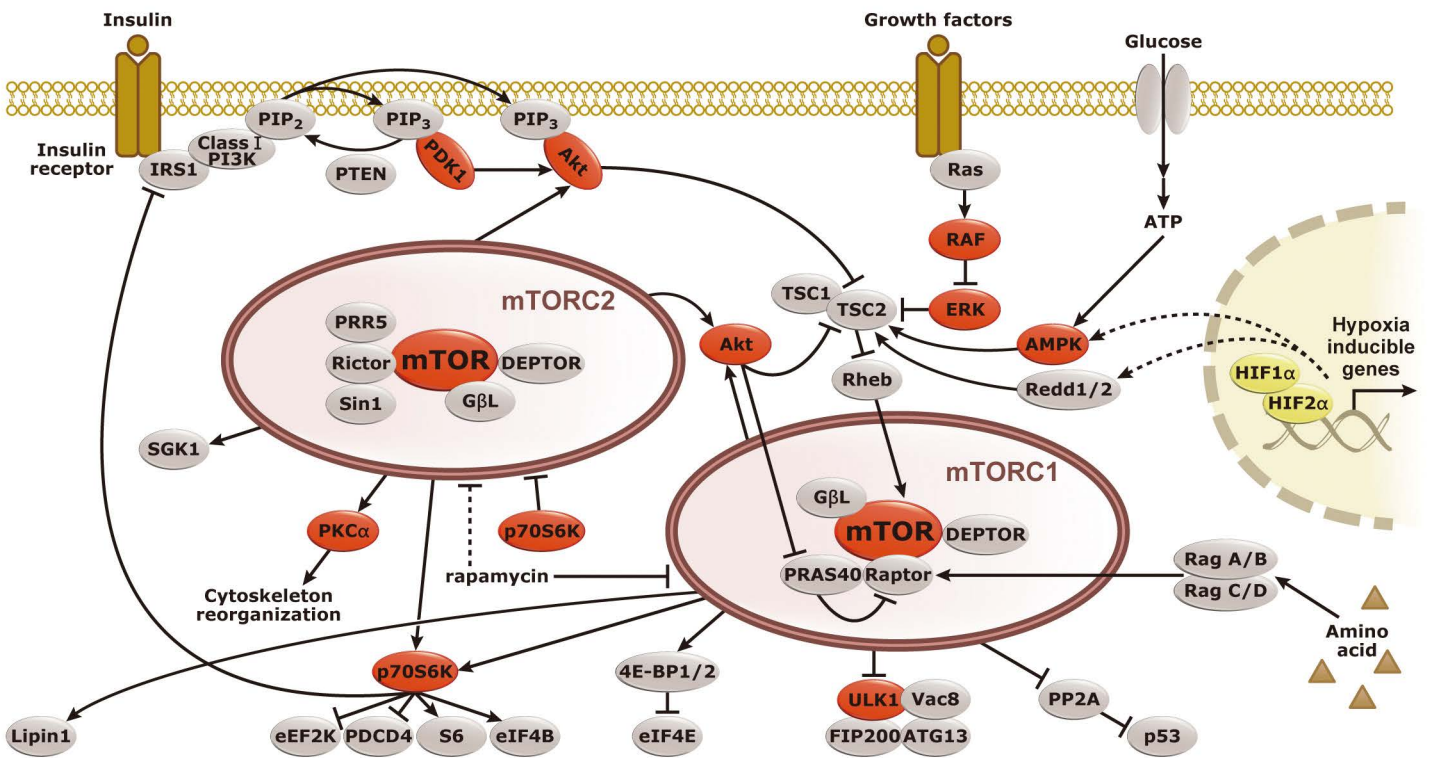 Insulin
Growth factors
Glucose
Insulin
receptor
IRS1
Class I
PI3K
PIP2
PIP3
PIP3
PTEN
PDK1
Akt
Ras
RAF
ERK
ATP
TSC1
TSC2
AMPK
Redd1/2
Rheb
Akt
Hypoxia
inducible
genes
HIF1α
HIF2α
mTORC2
PRR5
Rictor
mTOR
DEPTOR
Sin1
GβL
SGK1
PKCα
p70S6K
Cytoskeleton
reorganization
rapamycin
mTORC1
GβL
mTOR
DEPTOR
PRAS40
Raptor
Rag A/B
Rag C/D
Amino
acid
p70S6K
4E-BP1/2
ULK1
Vac8
PP2A
Lipin1
eEF2K
PDCD4
S6
eIF4B
eIF4E
FIP200
ATG13
p53